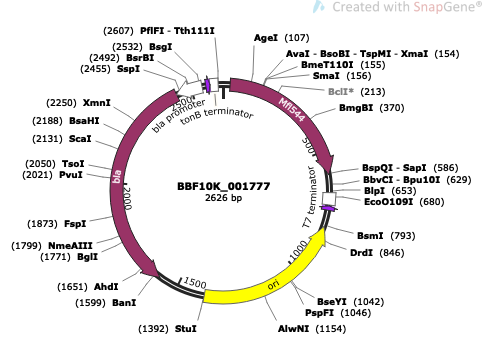 Created with SnapGene®
(2607) PflFI - Tth111I
(2532) BsgI
(2492) BsrBI
(2455) SspI
(2250) XmnI
(2188) BsaHI
(2131) ScaI
(2050) TsoI
(2021) PvuI
(1873) FspI
(1799) NmeAIII
(1771) BglI
(1651) AhdI
(1599) BanI
(1392) StuI
AgeI (107)
AvaI - BsoBI - TspMI - XmaI (154)
BmeT110I (155)
SmaI (156)
BclI* (213)
BmgBI (370)
BspQI - SapI (586)
BbvCI - Bpu10I (629)
BlpI (653)
EcoO109I (680)
BsmI (793)
DrdI (846)
BseYI (1042)
PspFI (1046)
AlwNI (1154)
bla promoter
tonB terminator
Mfl544
T7 terminator
ori
bla
500
1000
1500
2000
2500
BBF10K_001777
2626 bp